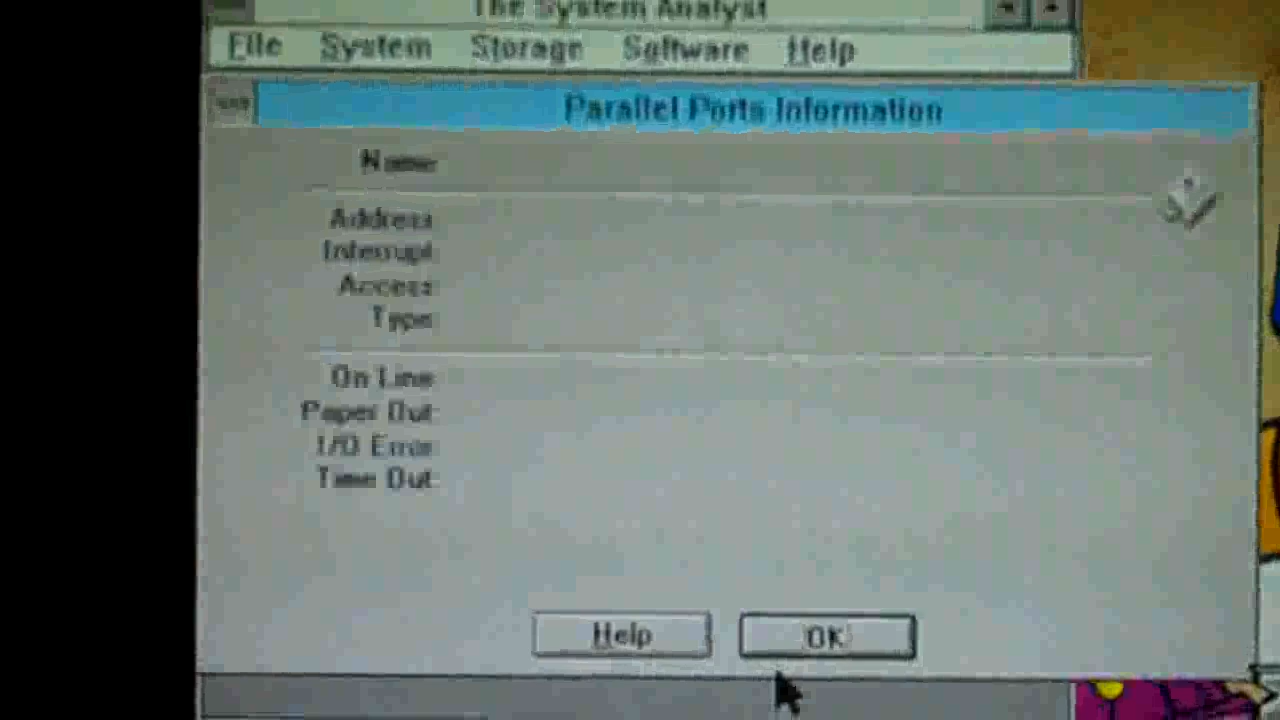 The System Analyst
File System Storage Software Help
Parallel Ports Information
Name:
Address:
Interrupt:
Access:
Type:
On Line:
Paper Out:
I/O Error:
Time Out:
Help OK